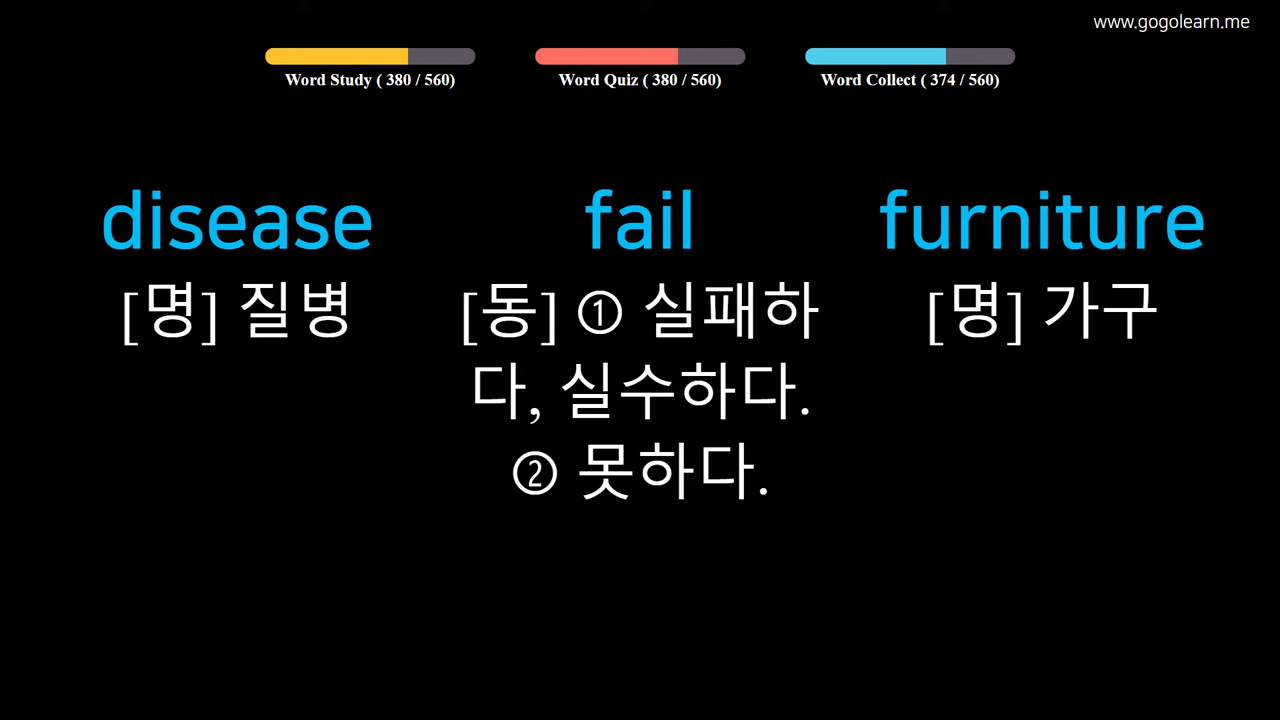 www.gogolearn.me
Word Study ( 380 / 560)
Word Quiz ( 380 / 560)
Word Collect ( 374 / 560)
disease
[명] 질병
fail
[동] ① 실패하
다, 실수하다.
② 못하다.
furniture
[명] 가구